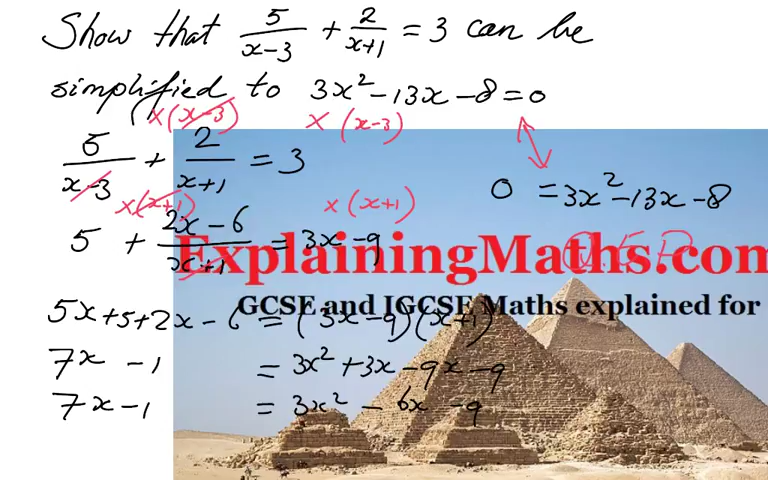 Show that 5/(x-3) + 2/(x+1) = 3 can be
simplified to 3x² - 13x - 8 = 0
×(x-3) ×(x-3)
5/(x-3) + 2/(x+1) = 3
0 = 3x² - 13x - 8
×(x+1) ×(x+1)
5 + (2x - 6)/(x+1) = 3x - 9
Q.E.D
ExplainingMaths.com
GCSE and IGCSE Maths explained for
5x + 5 + 2x - 6 = (3x - 9)(x+1)
7x - 1 = 3x² + 3x - 9x - 9
7x - 1 = 3x² - 6x - 9